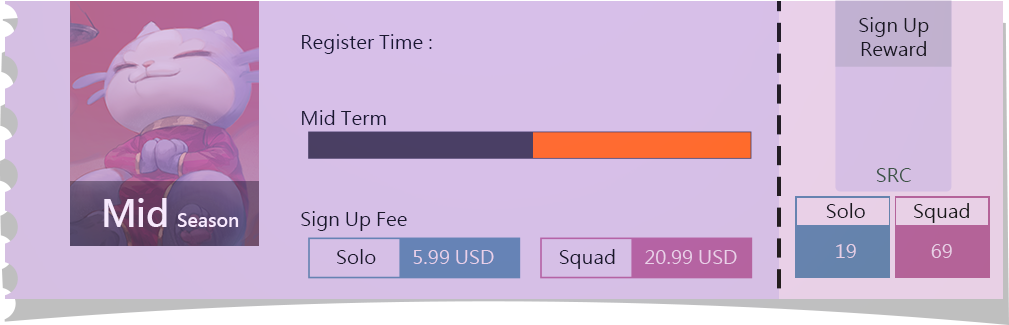 Mid Season
Register Time :
Mid Term
Sign Up Fee
Solo 5.99 USD Squad 20.99 USD
Sign Up
Reward
SRC
Solo Squad
19 69